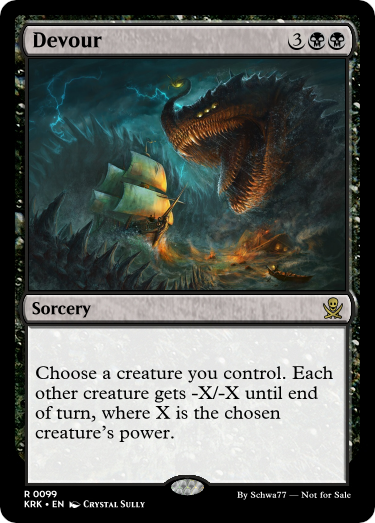 Devour 3
Sorcery
Choose a creature you control. Each
other creature gets -X/-X until end
of turn, where X is the chosen
creature's power.
R 0099
KRK • EN Crystal Sully
By Schwa77 — Not for Sale